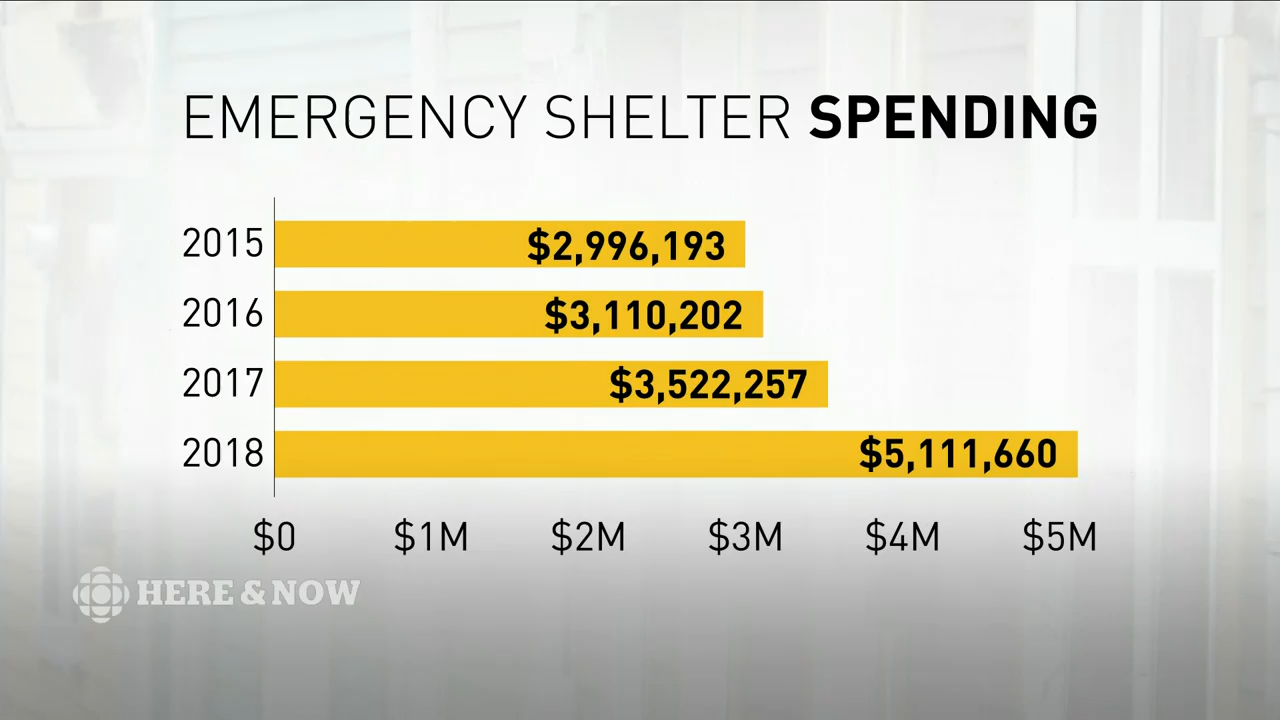 EMERGENCY SHELTER SPENDING
2015 $2,996,193
2016 $3,110,202
2017 $3,522,257
2018 $5,111,660
$0 $1M $2M $3M $4M $5M
HERE & NOW